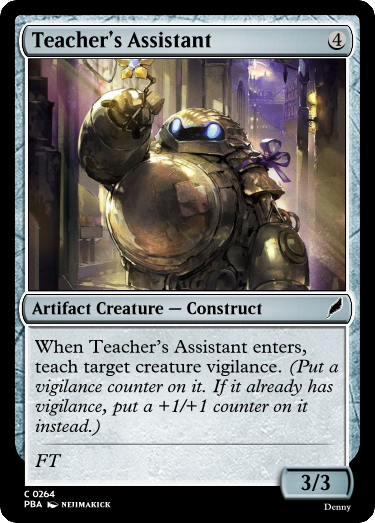 Teacher's Assistant 4
Artifact Creature — Construct
When Teacher's Assistant enters,
teach target creature vigilance. (Put a
vigilance counter on it. If it already has
vigilance, put a +1/+1 counter on it
instead.)
FT
3/3
C 0264
PBA NEJIMAKICK
Denny